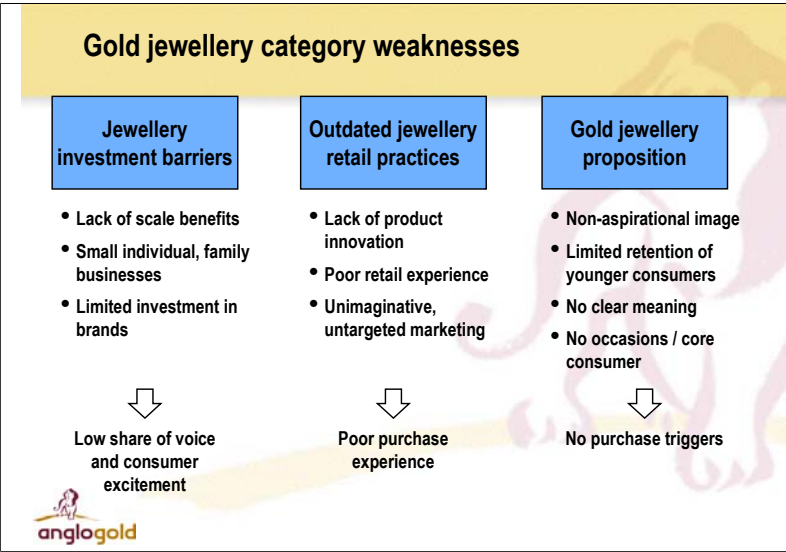 Gold jewellery category weaknesses
Jewellery
investment barriers
• Lack of scale benefits
• Small individual, family
businesses
• Limited investment in
brands
Low share of voice
and consumer
excitement
Outdated jewellery
retail practices
• Lack of product
innovation
• Poor retail experience
• Unimaginative,
untargeted marketing
Poor purchase
experience
Gold jewellery
proposition
• Non-aspirational image
• Limited retention of
younger consumers
• No clear meaning
• No occasions / core
consumer
No purchase triggers
anglogold